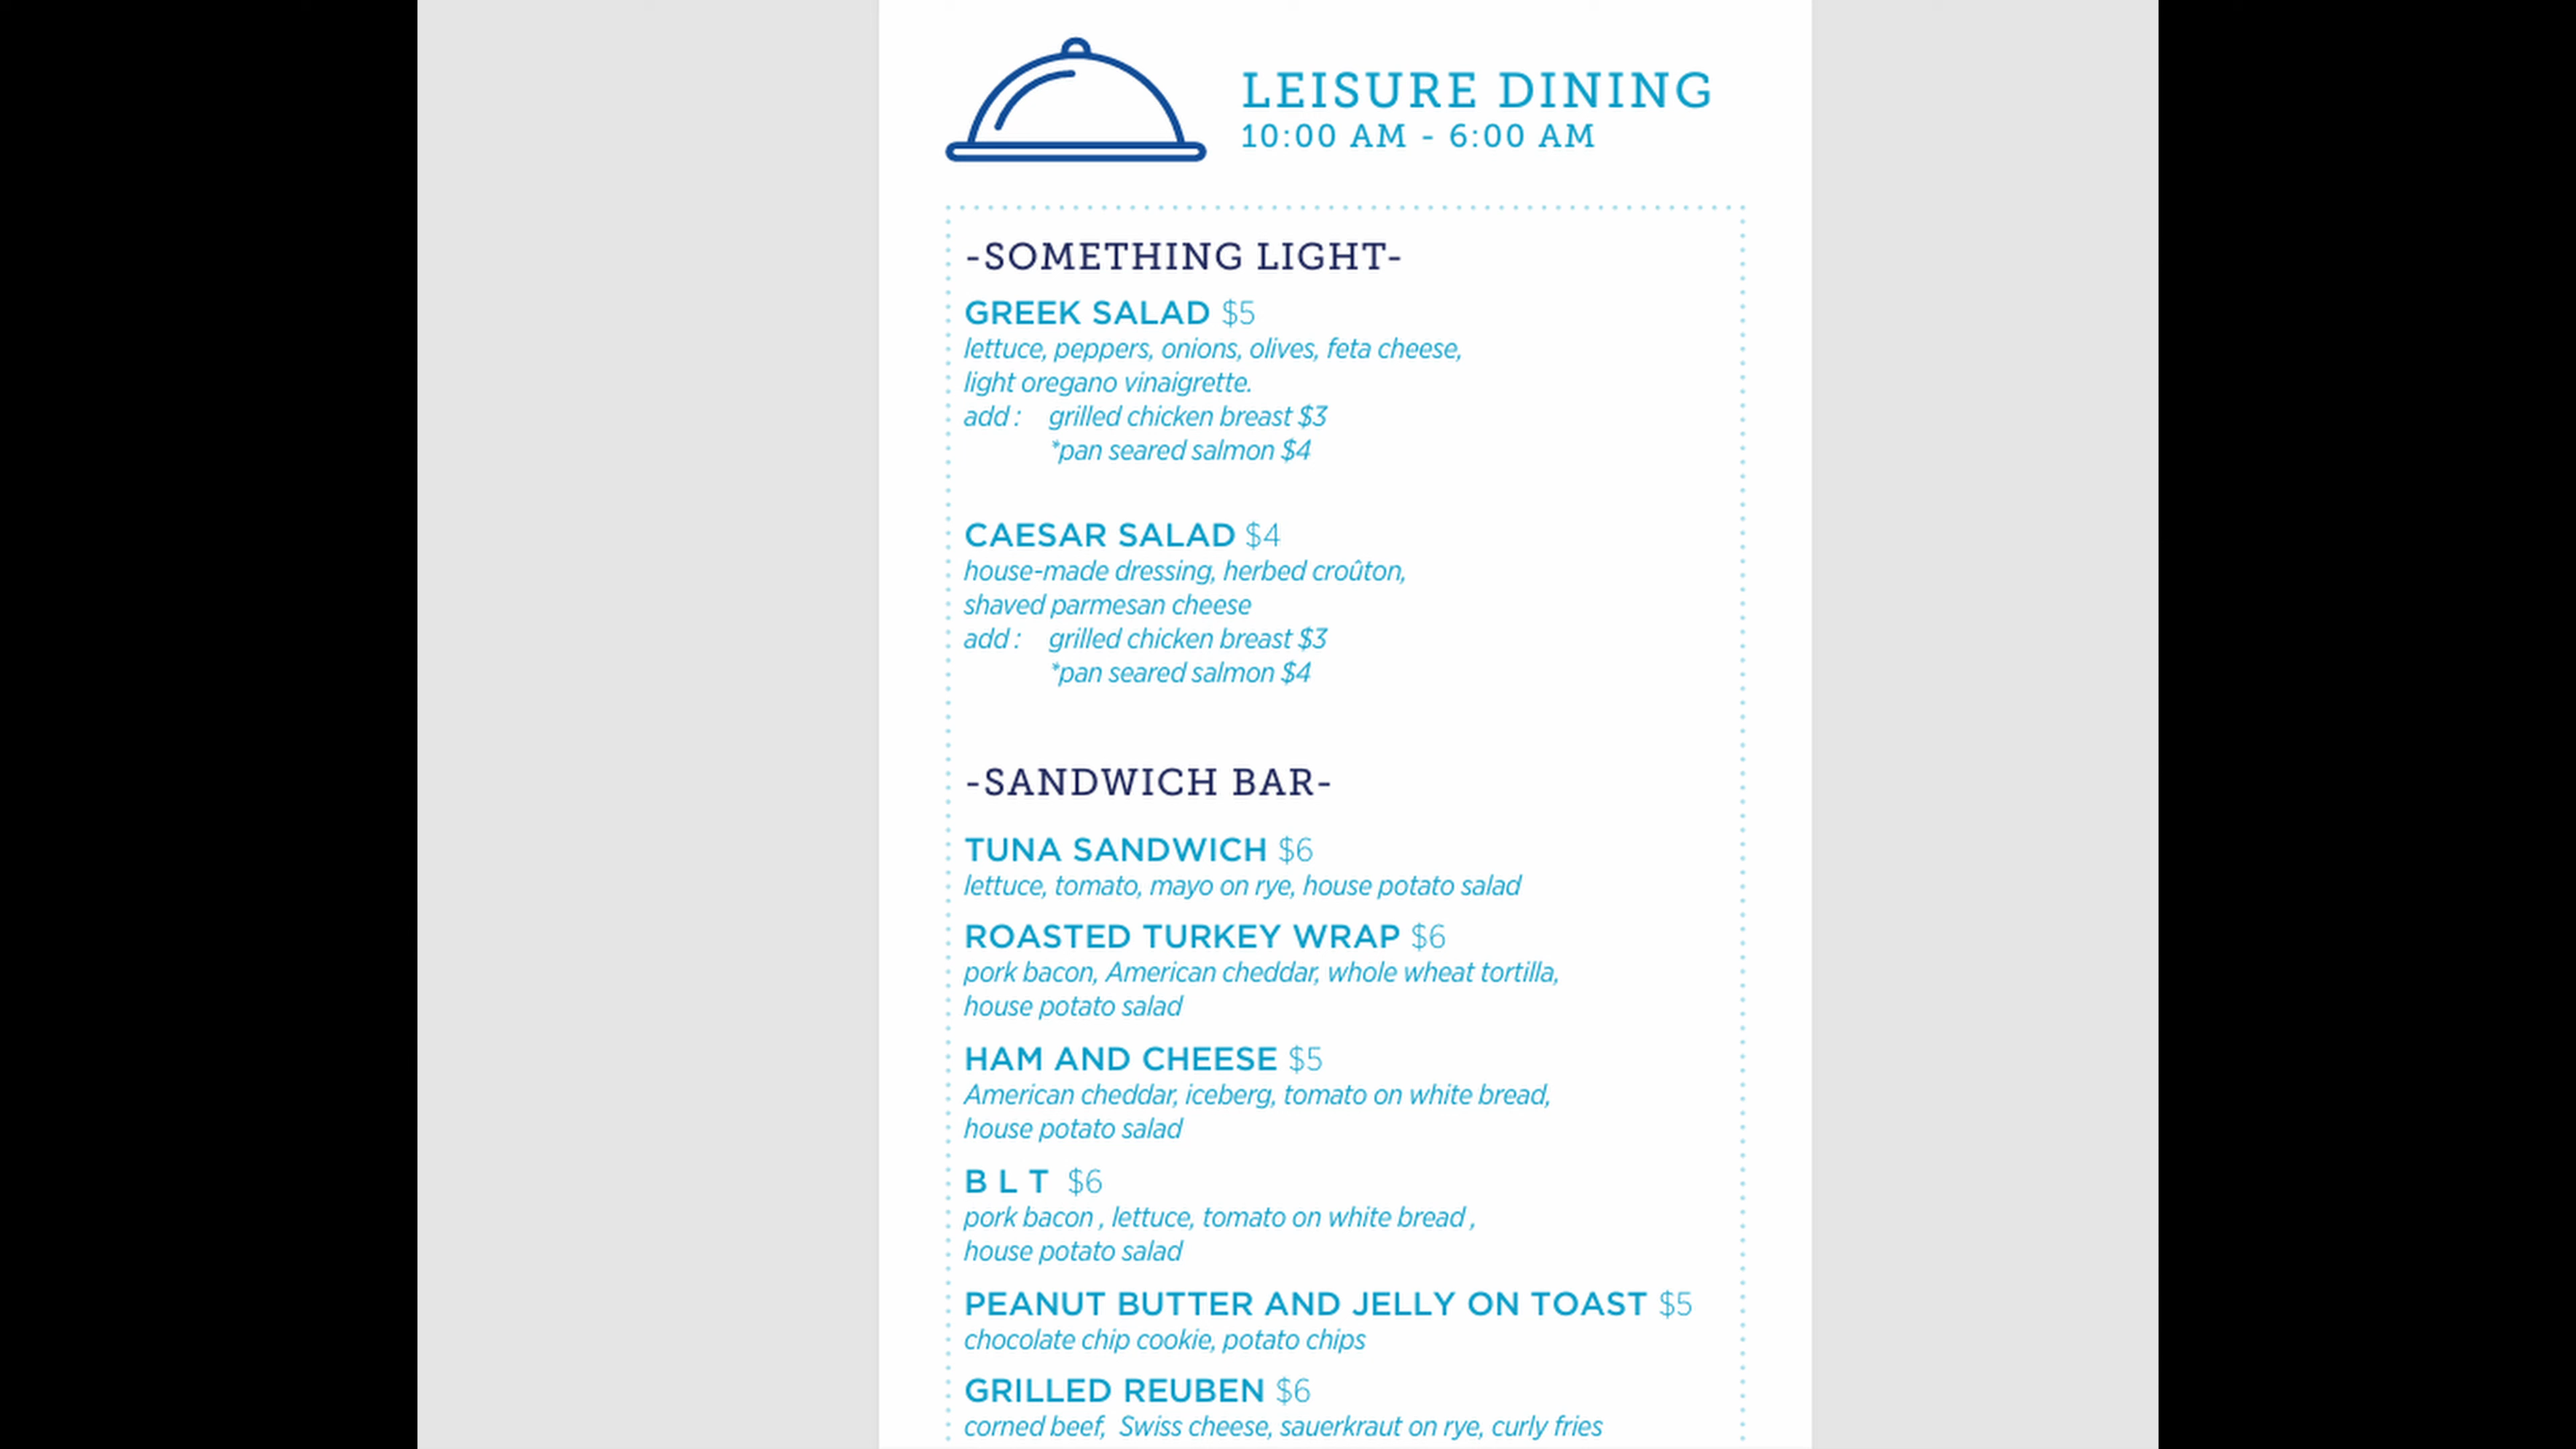 LEISURE DINING
10:00 AM - 6:00 AM
-SOMETHING LIGHT-
GREEK SALAD $5
lettuce, peppers, onions, olives, feta cheese,
light oregano vinaigrette.
add : grilled chicken breast $3
*pan seared salmon $4
CAESAR SALAD $4
house-made dressing, herbed croûton,
shaved parmesan cheese
add : grilled chicken breast $3
*pan seared salmon $4
-SANDWICH BAR-
TUNA SANDWICH $6
lettuce, tomato, mayo on rye, house potato salad
ROASTED TURKEY WRAP $6
pork bacon, American cheddar, whole wheat tortilla,
house potato salad
HAM AND CHEESE $5
American cheddar, iceberg, tomato on white bread,
house potato salad
B L T $6
pork bacon , lettuce, tomato on white bread ,
house potato salad
PEANUT BUTTER AND JELLY ON TOAST $5
chocolate chip cookie, potato chips
GRILLED REUBEN $6
corned beef, Swiss cheese, sauerkraut on rye, curly fries